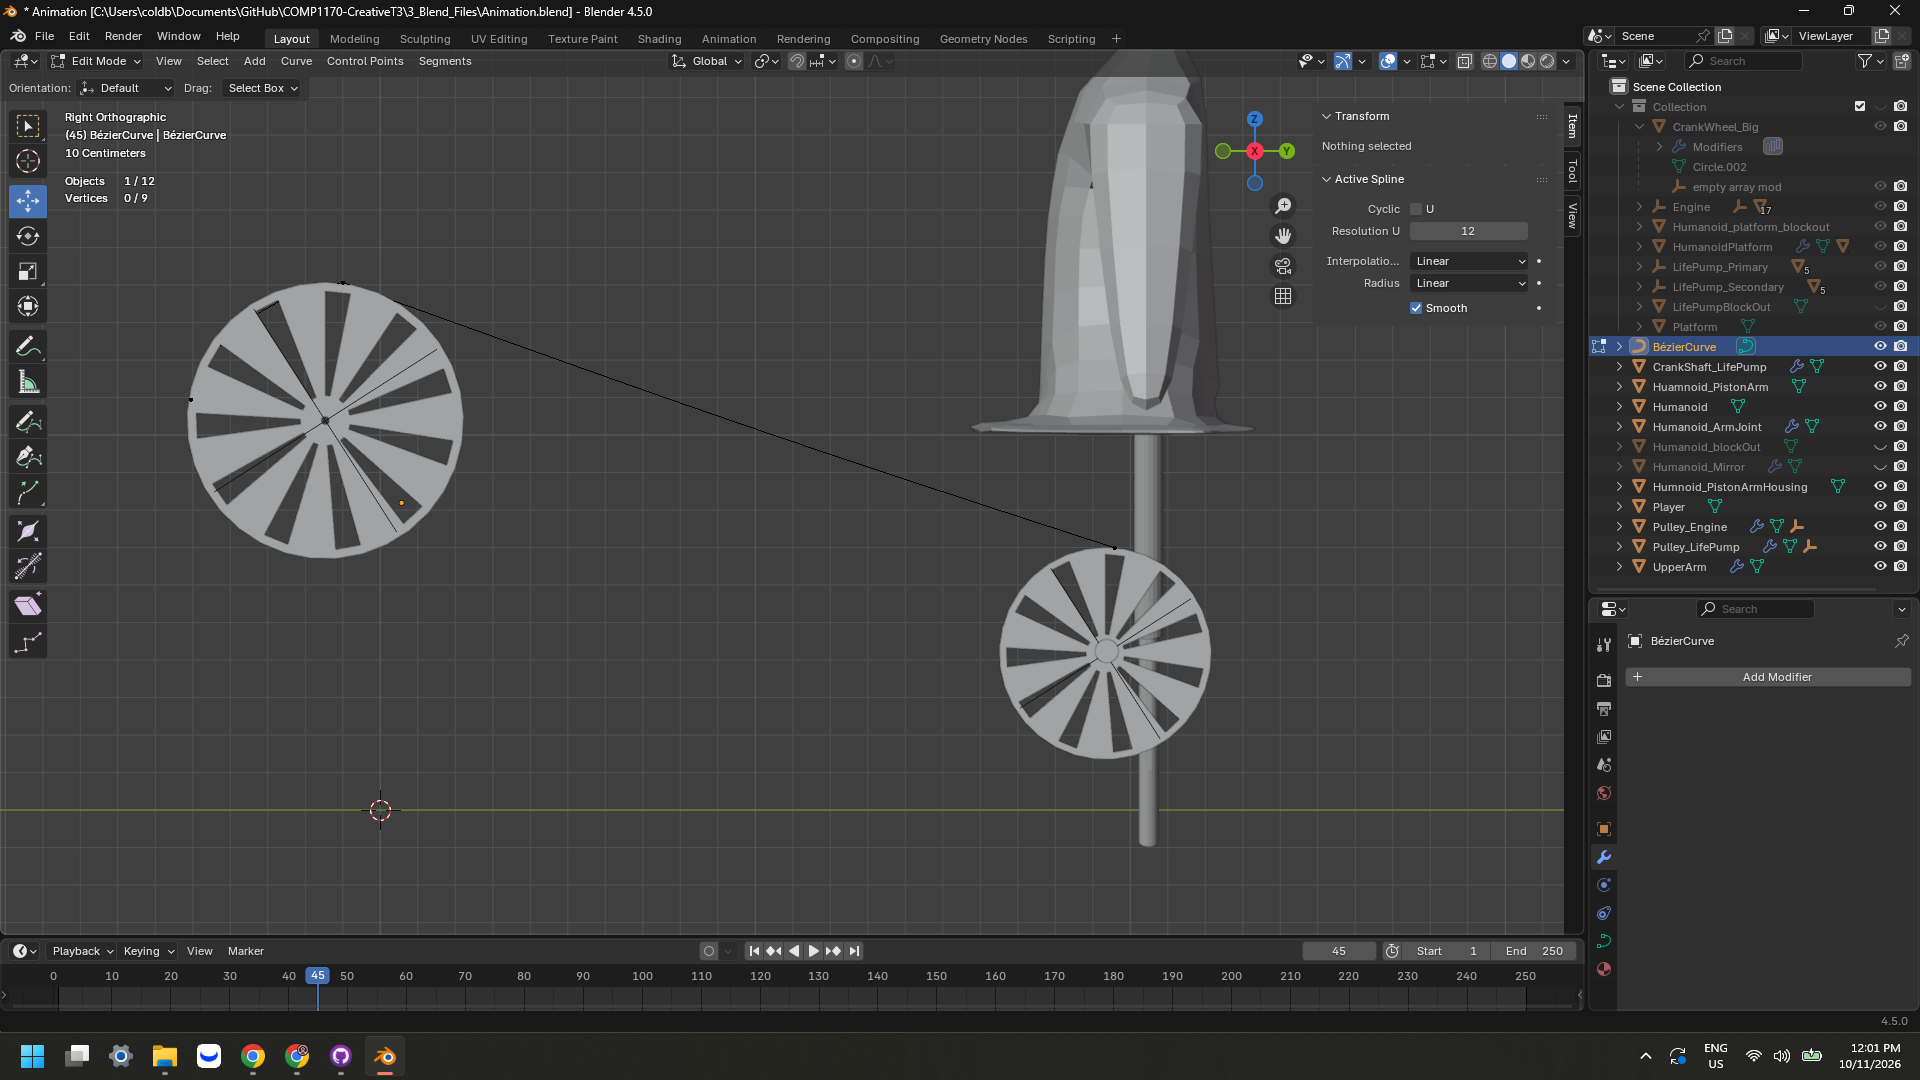 * Animation [C:\Users\coldb\Documents\GitHub\COMP1170-CreativeT3\3_Blend_Files\Animation.blend] - Blender 4.5.0
File Edit Render Window Help
Layout Modeling Sculpting UV Editing Texture Paint Shading Animation Rendering Compositing Geometry Nodes Scripting +
Scene
ViewLayer
Edit Mode View Select Add Curve Control Points Segments
Global
Search
Orientation: Default Drag: Select Box
Right Orthographic
(45) BézierCurve | BézierCurve
10 Centimeters
Objects 1 / 12
Vertices 0 / 9
Z
X
Y
Transform
Nothing selected
Active Spline
Cyclic U
Resolution U 12
Interpolatio... Linear
Radius Linear
Smooth
Item
Tool
View
Scene Collection
Collection
CrankWheel_Big
Modifiers
Circle.002
empty array mod
Engine 17
Humanoid_platform_blockout
HumanoidPlatform
LifePump_Primary 5
LifePump_Secondary 5
LifePumpBlockOut
Platform
BézierCurve
CrankShaft_LifePump
Huamnoid_PistonArm
Humanoid
Humanoid_ArmJoint
Humanoid_blockOut
Humanoid_Mirror
Humnoid_PistonArmHousing
Player
Pulley_Engine
Pulley_LifePump
UpperArm
Search
BézierCurve
+ Add Modifier
Playback Keying View Marker
45 Start 1 End 250
0 10 20 30 40 45 50 60 70 80 90 100 110 120 130 140 150 160 170 180 190 200 210 220 230 240 250
4.5.0
ENG
US
12:01 PM
10/11/2026